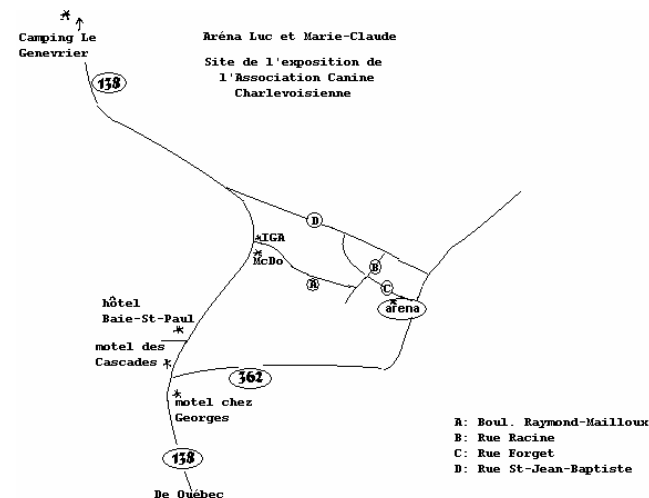 Camping Le
Genevrier
138
Aréna Luc et Marie-Claude
Site de l'exposition de
l'Association Canine
Charlevoisienne
D
IGA
McDo
B
A
C
arena
hôtel
Baie-St-Paul
motel des
Cascades
362
motel chez
Georges
138
De Québec
A: Boul. Raymond-Mailloux
B: Rue Racine
C: Rue Forget
D: Rue St-Jean-Baptiste